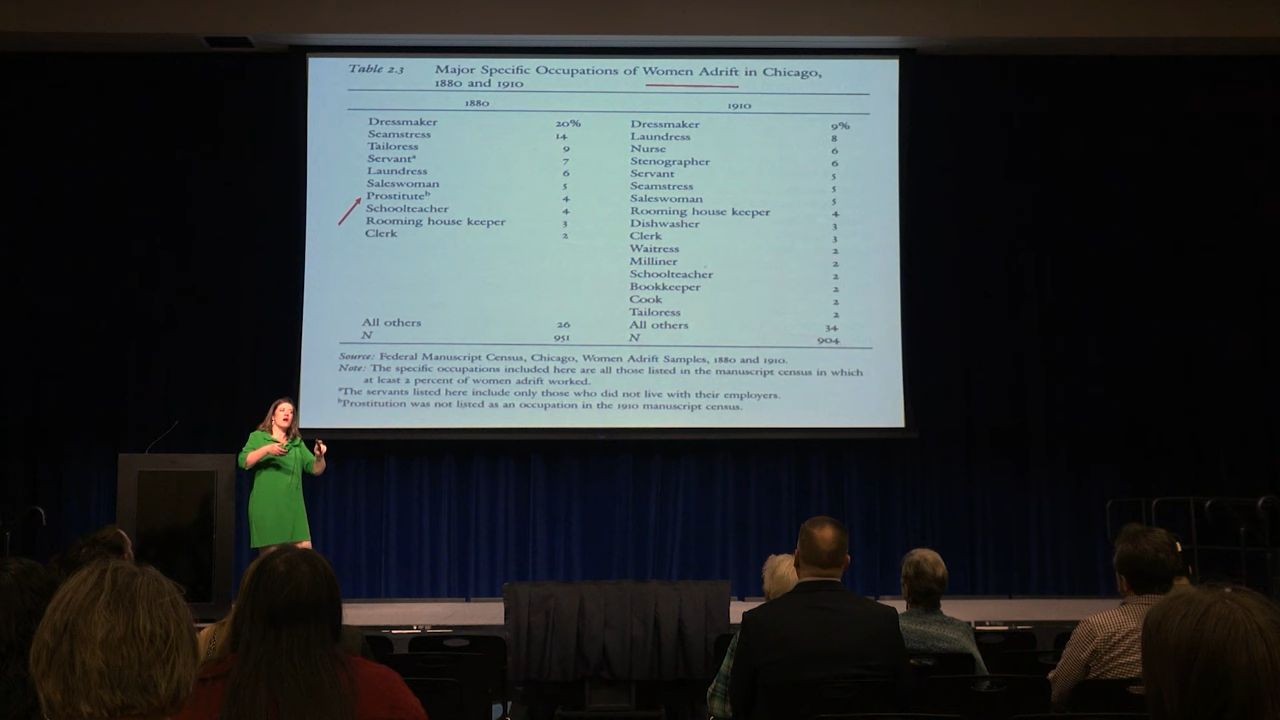 Table 2.3 Major Specific Occupations of Women Adrift in Chicago,
1880 and 1910
1880 1910
Dressmaker 20% Dressmaker 9%
Seamstress 14 Laundress 8
Tailoress 9 Nurse 6
Servantᵃ 7 Stenographer 6
Laundress 6 Servant 5
Saleswoman 5 Seamstress 5
Prostituteᵇ 4 Saleswoman 5
Schoolteacher 4 Rooming house keeper 4
Rooming house keeper 3 Dishwasher 3
Clerk 2 Clerk 3
Waitress 2
Milliner 2
Schoolteacher 2
Bookkeeper 2
Cook 2
Tailoress 2
All others 26 All others 34
N 951 N 904
Source: Federal Manuscript Census, Chicago, Women Adrift Samples, 1880 and 1910.
Note: The specific occupations included here are all those listed in the manuscript census in which
at least 2 percent of women adrift worked.
ᵃThe servants listed here include only those who did not live with their employers.
ᵇProstitution was not listed as an occupation in the 1910 manuscript census.